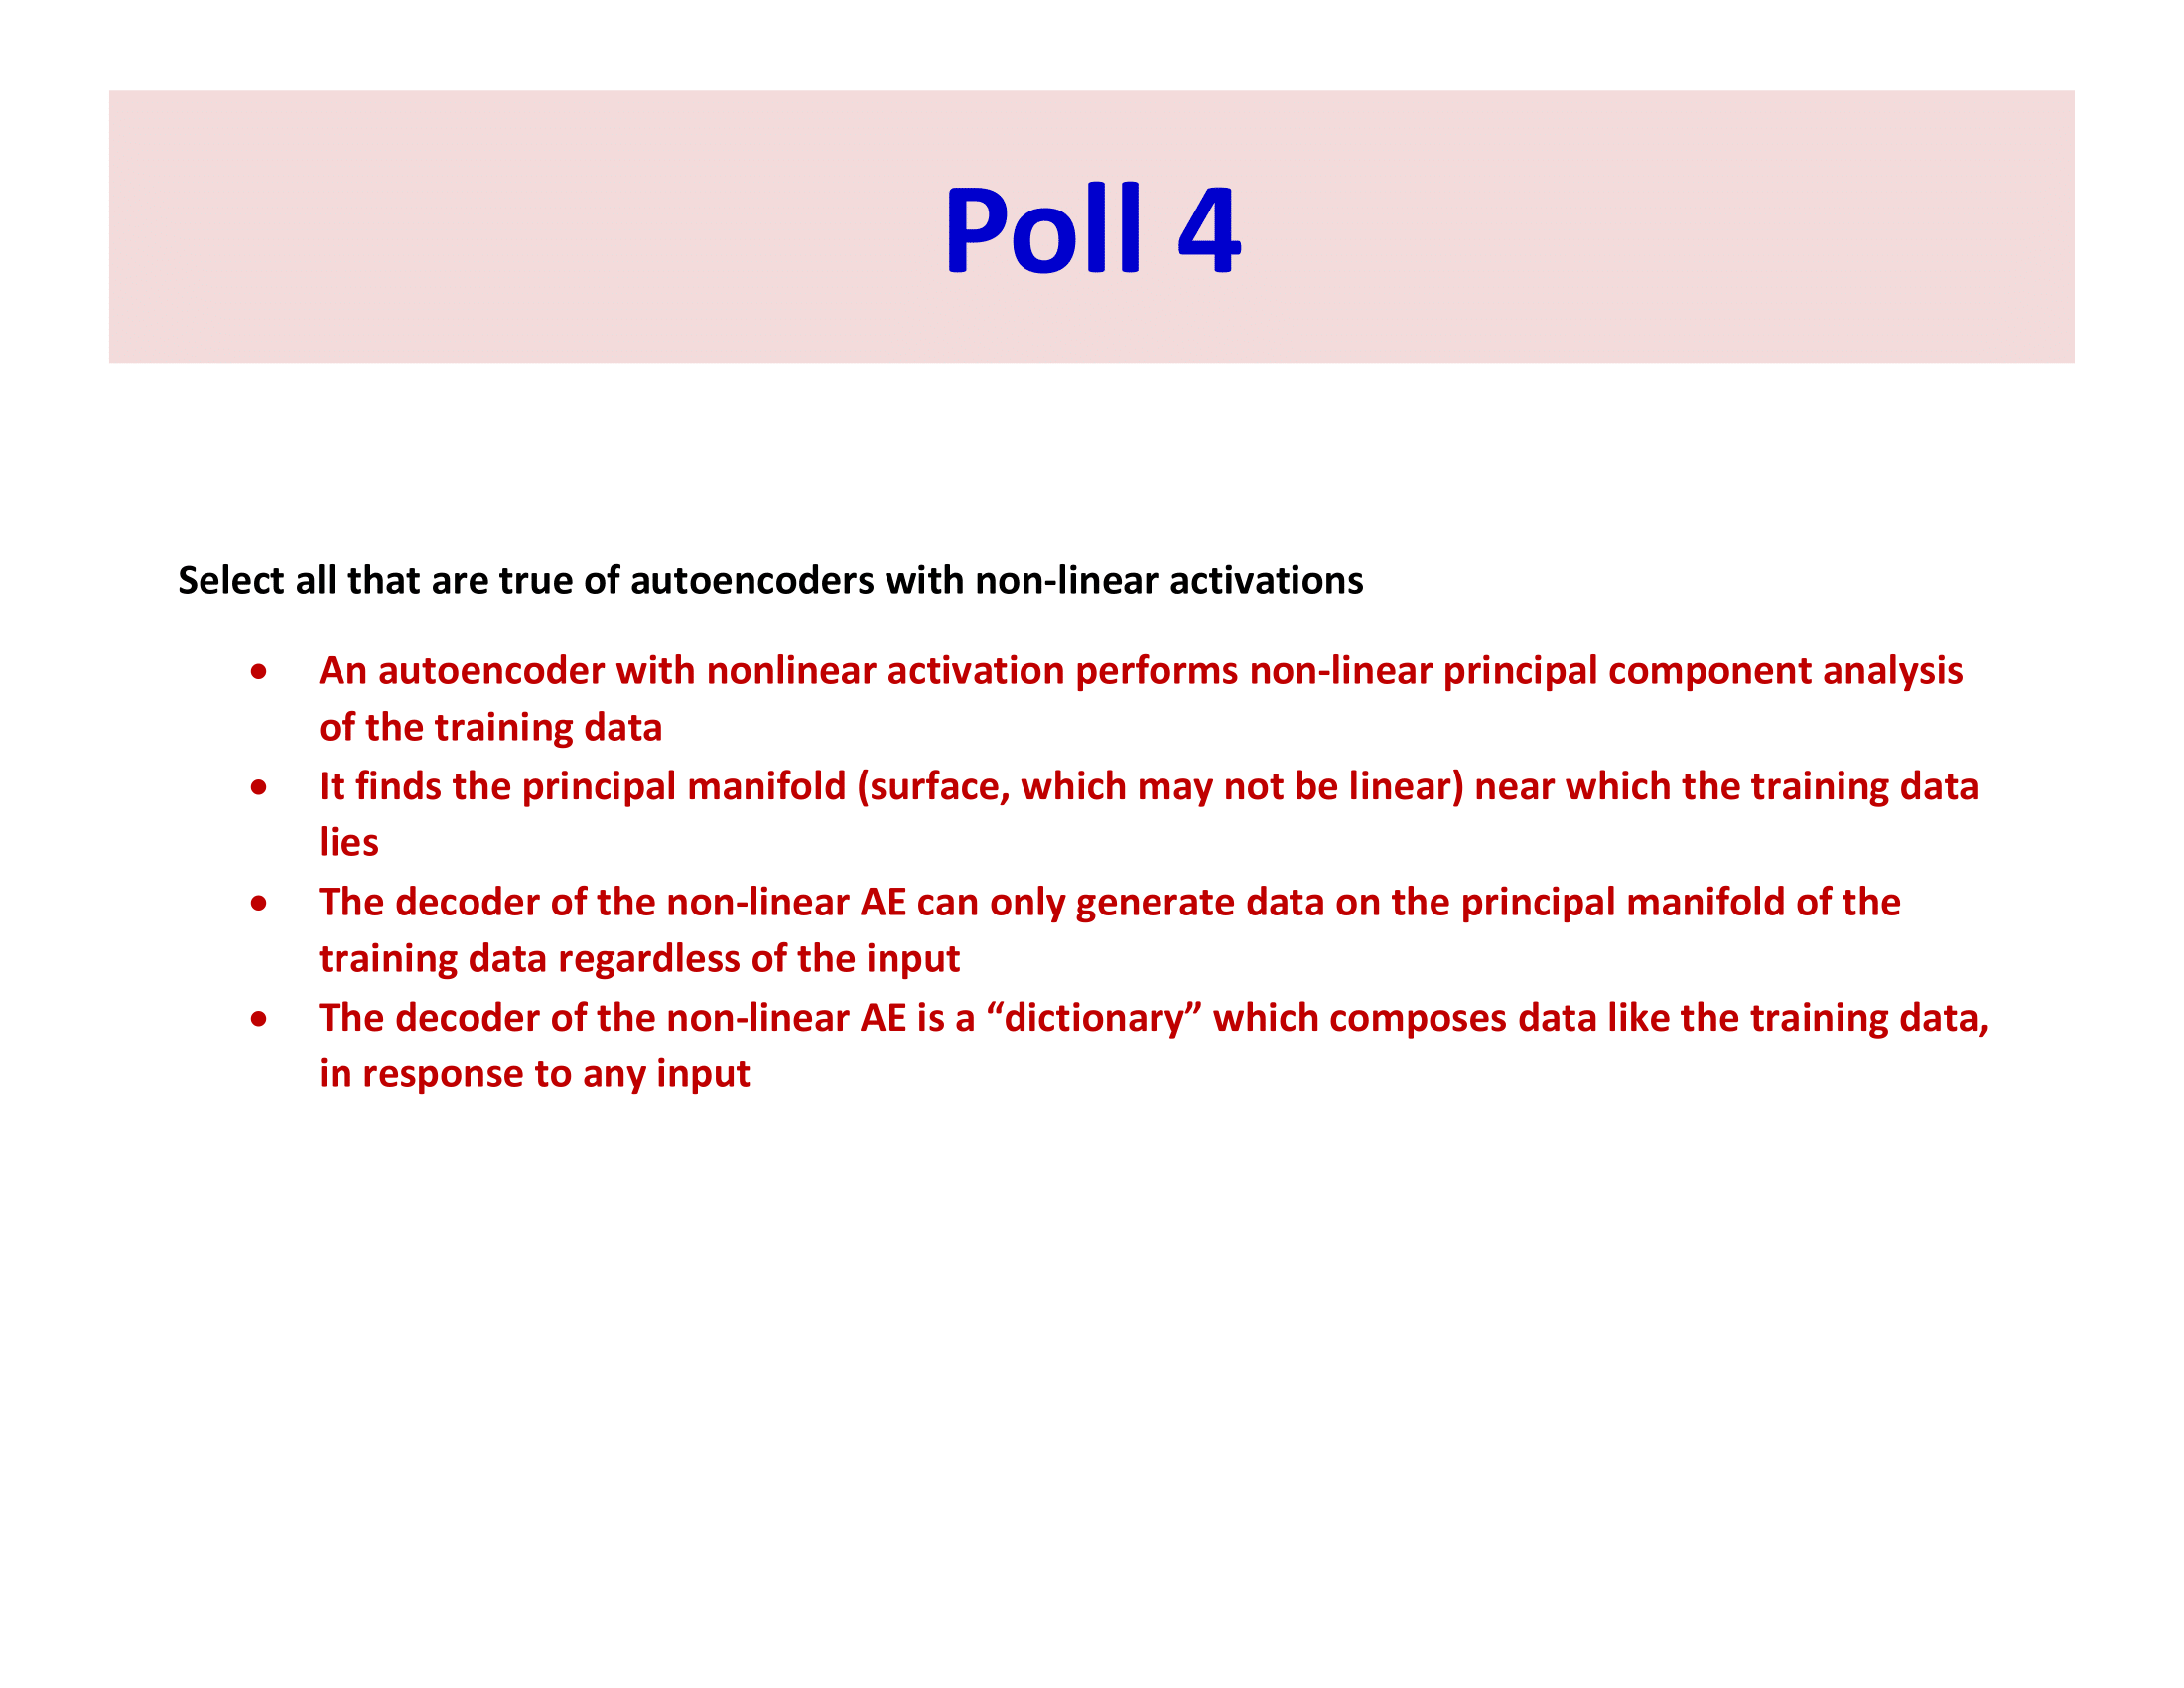 Poll 4
Select all that are true of autoencoders with non-linear activations
• An autoencoder with nonlinear activation performs non-linear principal component analysis
of the training data
• It finds the principal manifold (surface, which may not be linear) near which the training data
lies
• The decoder of the non-linear AE can only generate data on the principal manifold of the
training data regardless of the input
• The decoder of the non-linear AE is a “dictionary” which composes data like the training data,
in response to any input